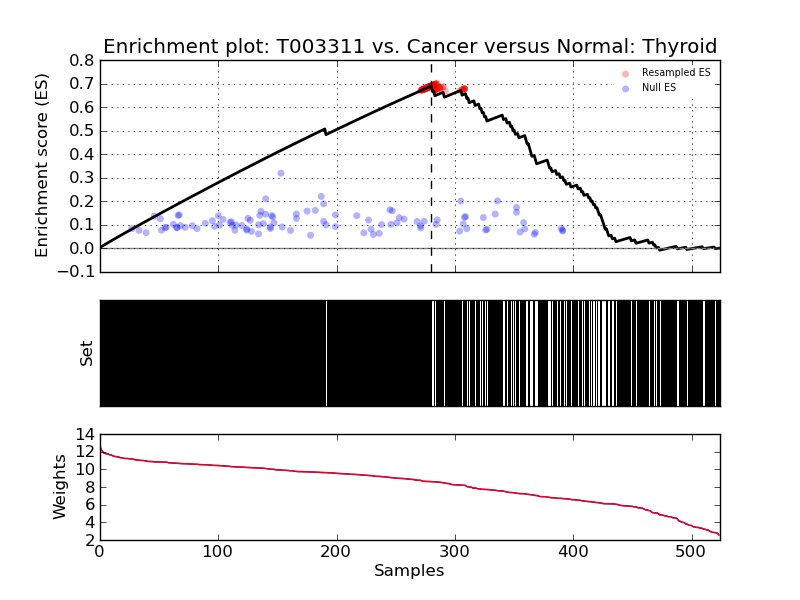 Enrichment plot: T003311 vs. Cancer versus Normal: Thyroid
Enrichment score (ES)
0.8
0.7
0.6
0.5
0.4
0.3
0.2
0.1
0.0
−0.1
Resampled ES
Null ES
Set
Weights
14
12
10
8
6
4
2
0 100 200 300 400 500
Samples